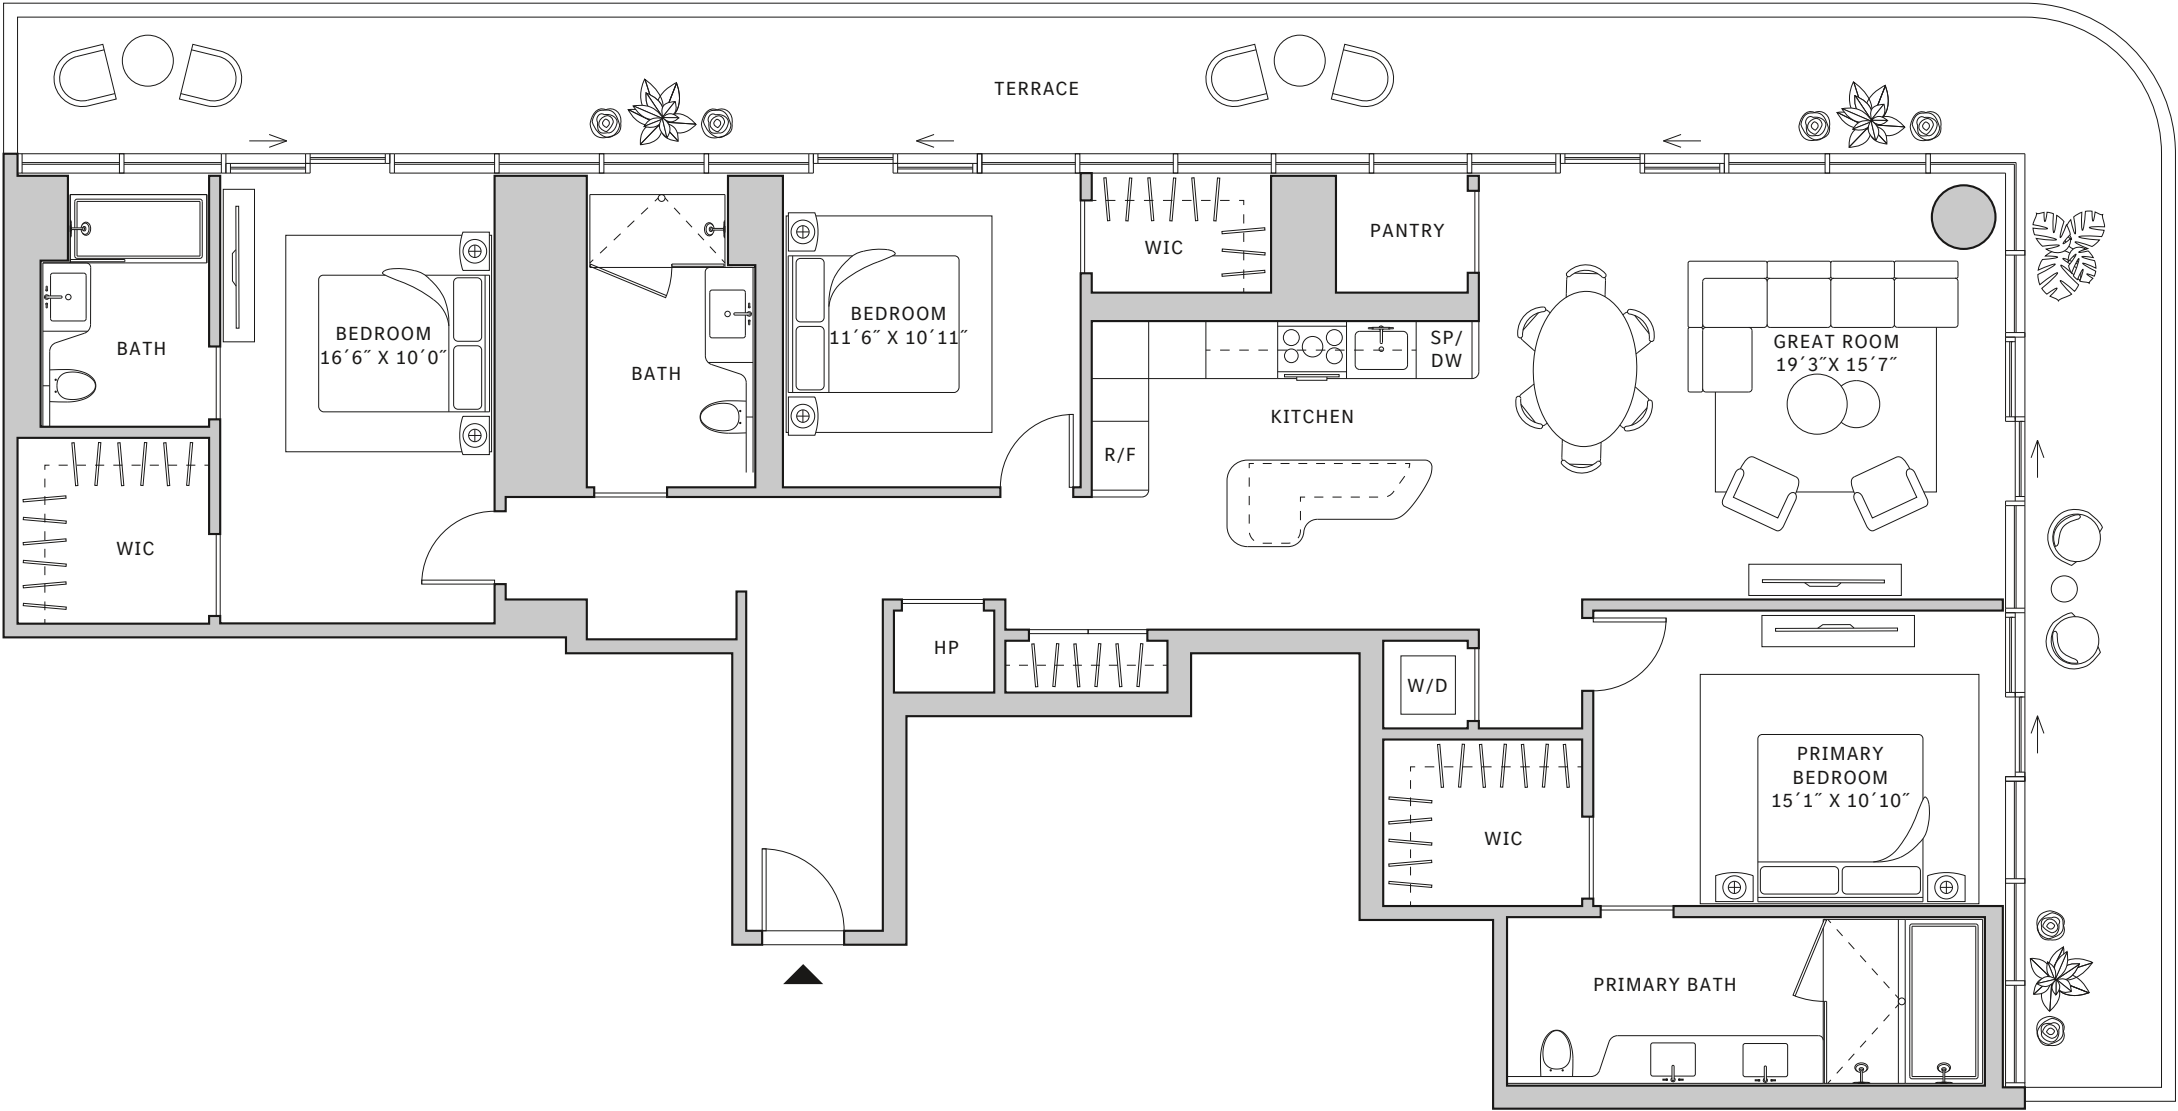 TERRACE
BATH
BEDROOM
16´6˝ X 10´0˝
WIC
BATH
BEDROOM
11´6˝ X 10´11˝
WIC
PANTRY
SP/
DW
KITCHEN
R/F
GREAT ROOM
19´3˝X 15´7˝
HP
W/D
WIC
PRIMARY
BEDROOM
15´1˝ X 10´10˝
PRIMARY BATH